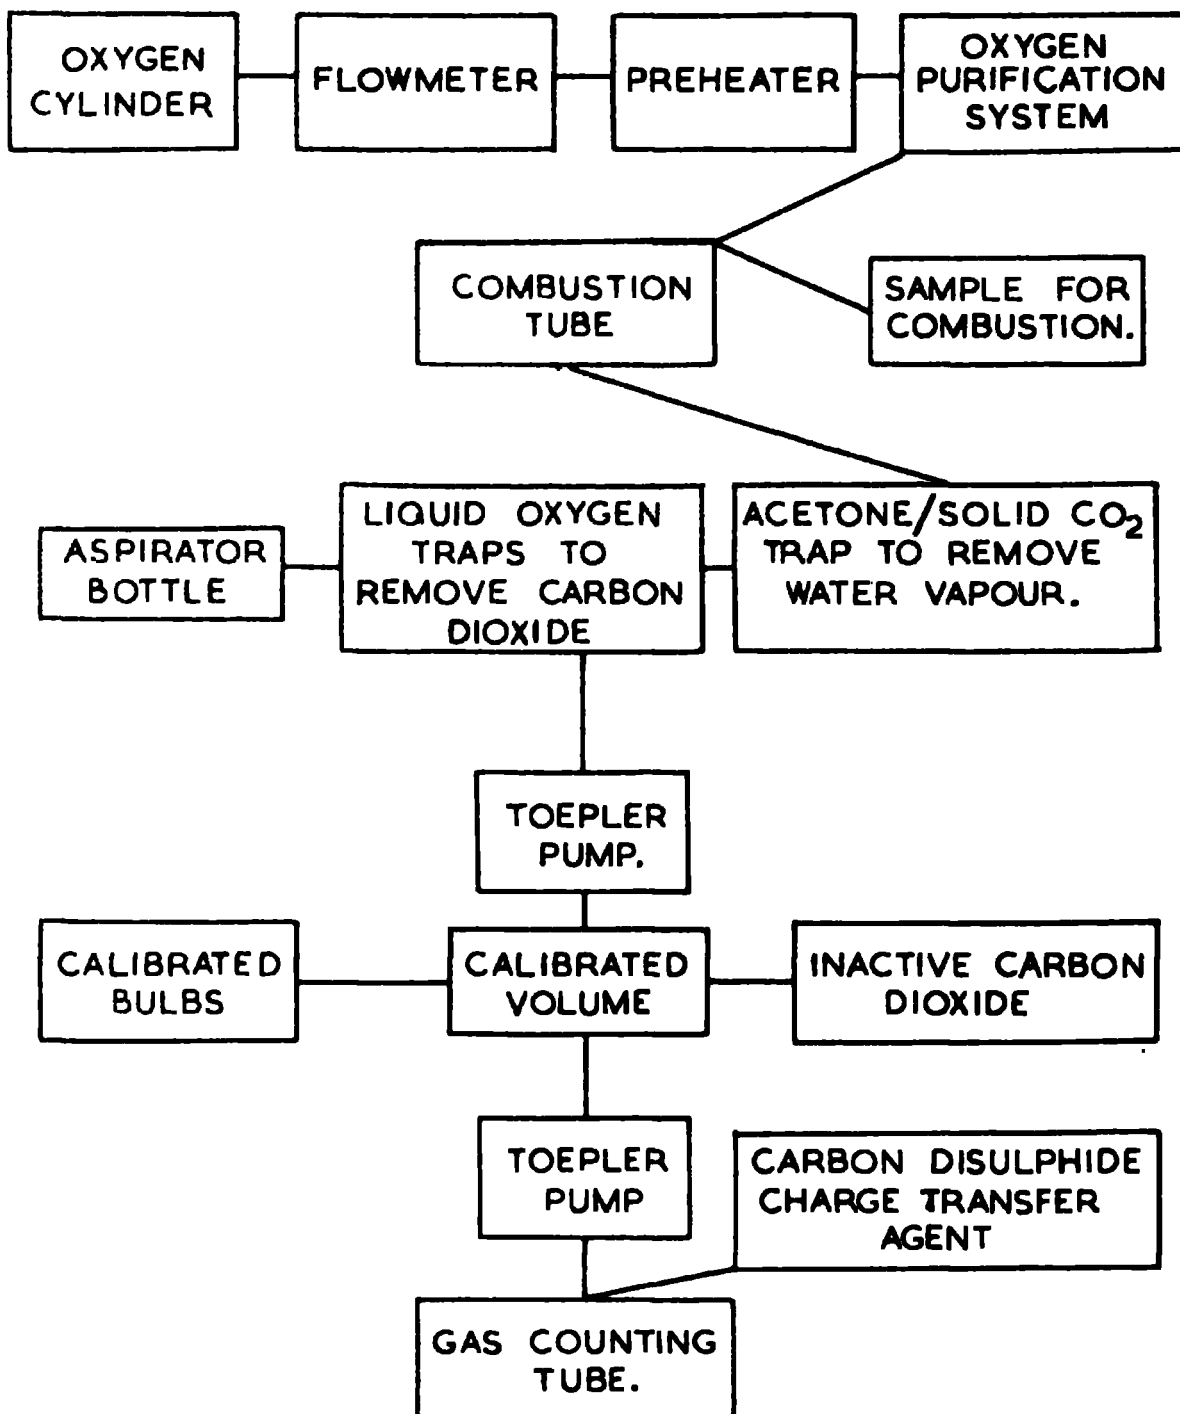 OXYGEN
CYLINDER
FLOWMETER
PREHEATER
OXYGEN
PURIFICATION
SYSTEM
COMBUSTION
TUBE
SAMPLE FOR
COMBUSTION.
ASPIRATOR
BOTTLE
LIQUID OXYGEN
TRAPS TO
REMOVE CARBON
DIOXIDE
ACETONE/SOLID CO₂
TRAP TO REMOVE
WATER VAPOUR.
TOEPLER
PUMP.
CALIBRATED
BULBS
CALIBRATED
VOLUME
INACTIVE CARBON
DIOXIDE
TOEPLER
PUMP
CARBON DISULPHIDE
CHARGE TRANSFER
AGENT
GAS COUNTING
TUBE.